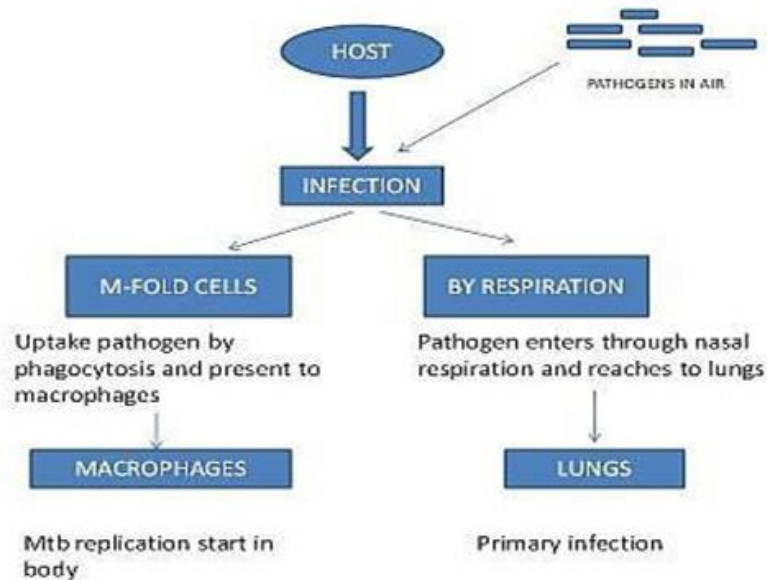 HOST
PATHOGENS IN AIR
INFECTION
M-FOLD CELLS
BY RESPIRATION
Uptake pathogen by
phagocytosis and present to
macrophages
Pathogen enters through nasal
respiration and reaches to lungs
MACROPHAGES
LUNGS
Mtb replication start in
body
Primary infection